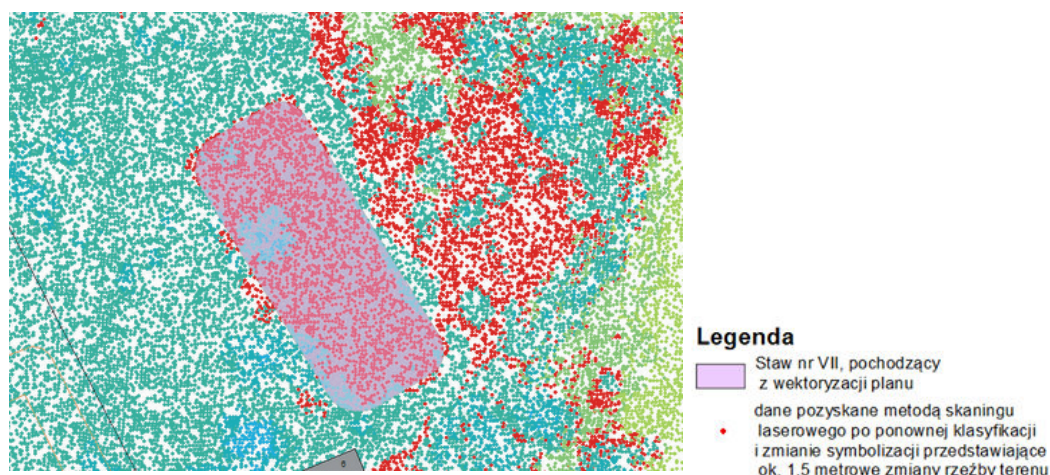 6
Legenda
Staw nr VII, pochodzący
z wektoryzacji planu
dane pozyskane metodą skaningu
laserowego po ponownej klasyfikacji
i zmianie symbolizacji przedstawiające
ok. 1,5 metrowe zmiany rzeźby terenu